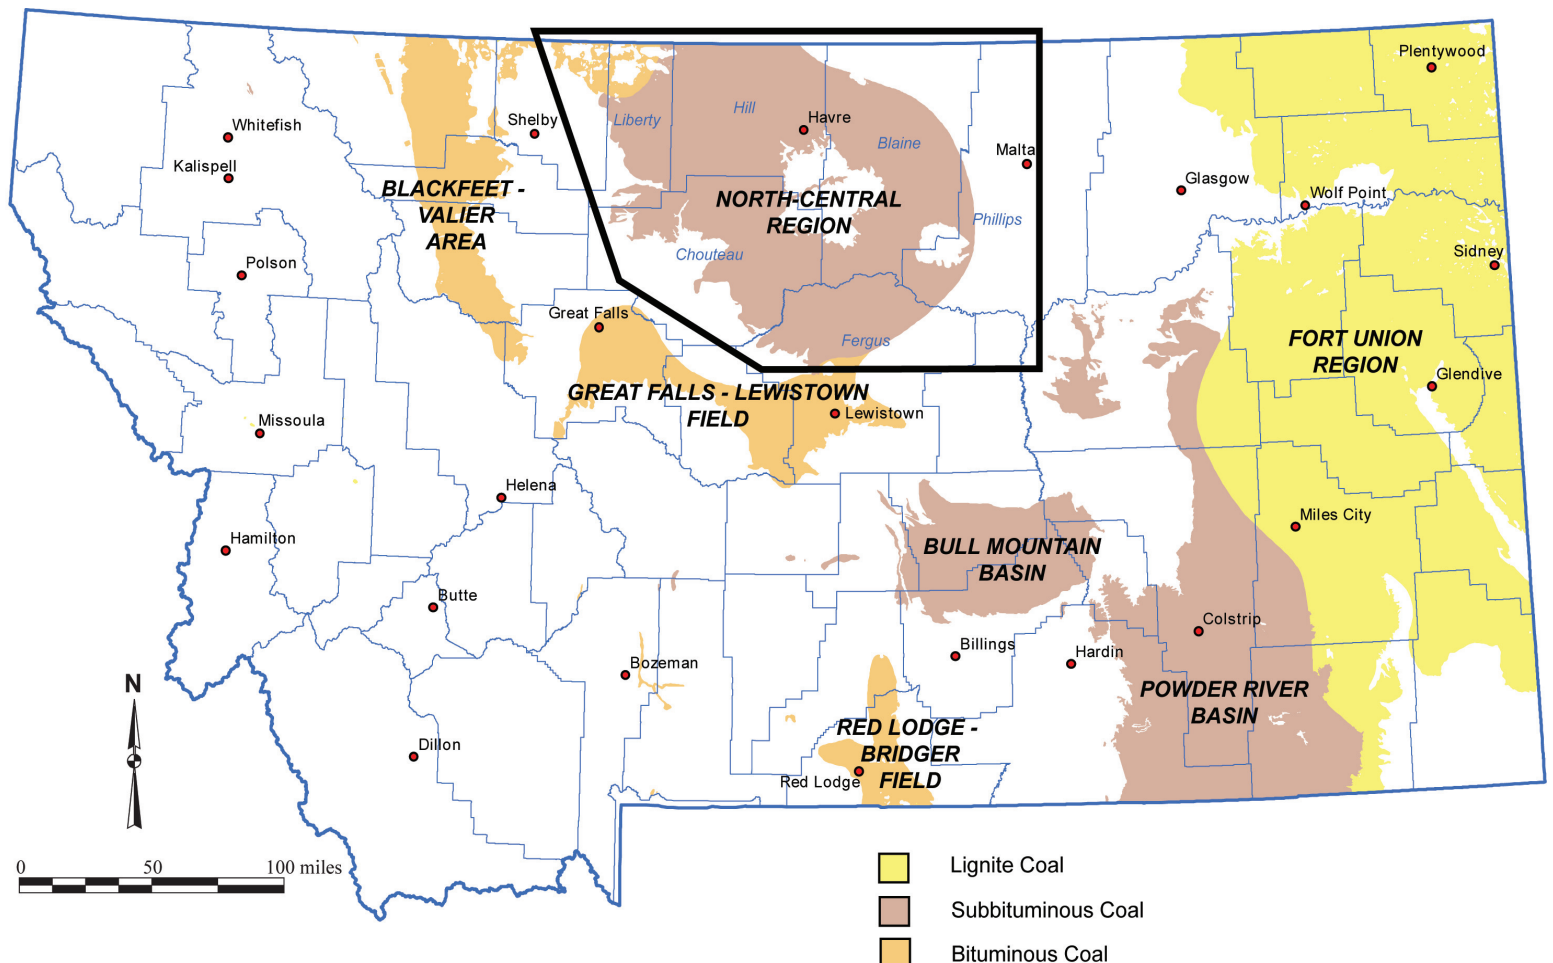 Plentywood
Shelby
Hill
Liberty
Havre
Whitefish
Blaine
Malta
Kalispell
Glasgow
BLACKFEET -
VALIER
AREA
Wolf Point
NORTH-CENTRAL
REGION
Phillips
Chouteau
Sidney
Polson
Great Falls
Fergus
FORT UNION
REGION
Glendive
GREAT FALLS - LEWISTOWN
FIELD
Lewistown
Missoula
Helena
Miles City
Hamilton
BULL MOUNTAIN
BASIN
Butte
Colstrip
Billings
Hardin
Bozeman
N
POWDER RIVER
BASIN
RED LODGE -
BRIDGER
FIELD
Dillon
Red Lodge
0 50 100 miles
Lignite Coal
Subbituminous Coal
Bituminous Coal